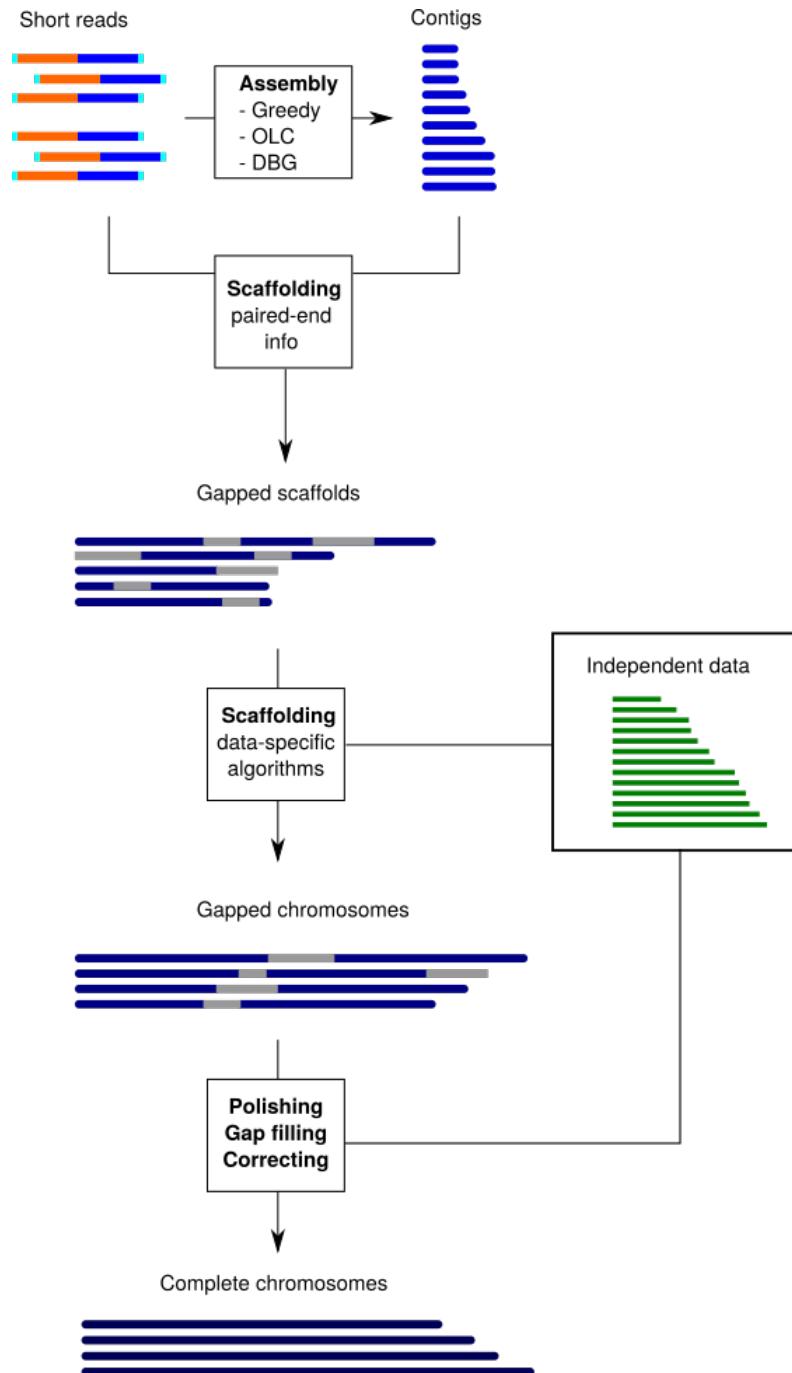 Short reads
Contigs
Assembly
- Greedy
- OLC
- DBG
Scaffolding
paired-end
info
Gapped scaffolds
Independent data
Scaffolding
data-specific
algorithms
Gapped chromosomes
Polishing
Gap filling
Correcting
Complete chromosomes